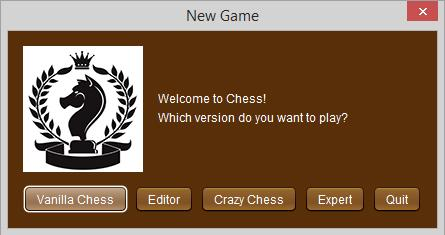 New Game
Welcome to Chess!
Which version do you want to play?
Vanilla Chess Editor Crazy Chess Expert Quit